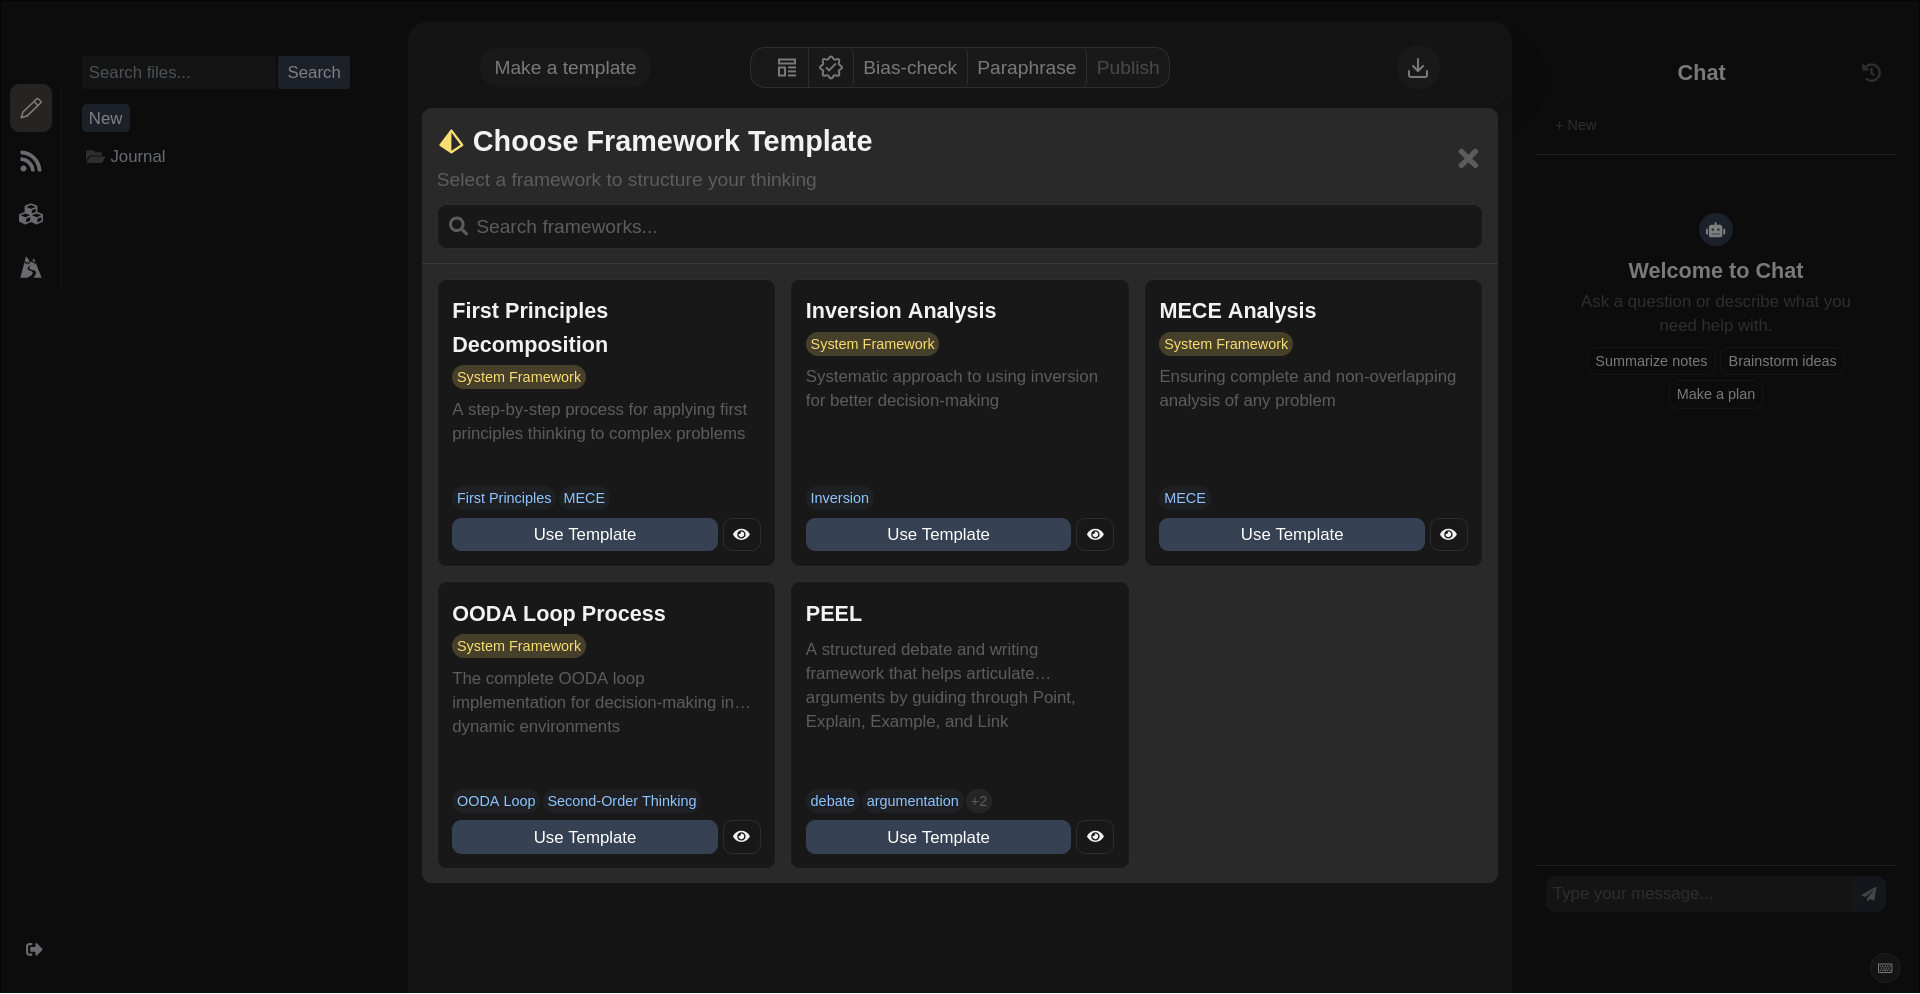 Search files...
Search
New
Journal
Make a template
Bias-check
Paraphrase
Publish
Choose Framework Template
Select a framework to structure your thinking
Search frameworks...
First Principles
Decomposition
System Framework
A step-by-step process for applying first
principles thinking to complex problems
First Principles
MECE
Use Template
Inversion Analysis
System Framework
Systematic approach to using inversion
for better decision-making
Inversion
Use Template
MECE Analysis
System Framework
Ensuring complete and non-overlapping
analysis of any problem
MECE
Use Template
OODA Loop Process
System Framework
The complete OODA loop
implementation for decision-making in…
dynamic environments
OODA Loop
Second-Order Thinking
Use Template
PEEL
A structured debate and writing
framework that helps articulate…
arguments by guiding through Point,
Explain, Example, and Link
debate
argumentation
+2
Use Template
Chat
+ New
Welcome to Chat
Ask a question or describe what you
need help with.
Summarize notes
Brainstorm ideas
Make a plan
Type your message...